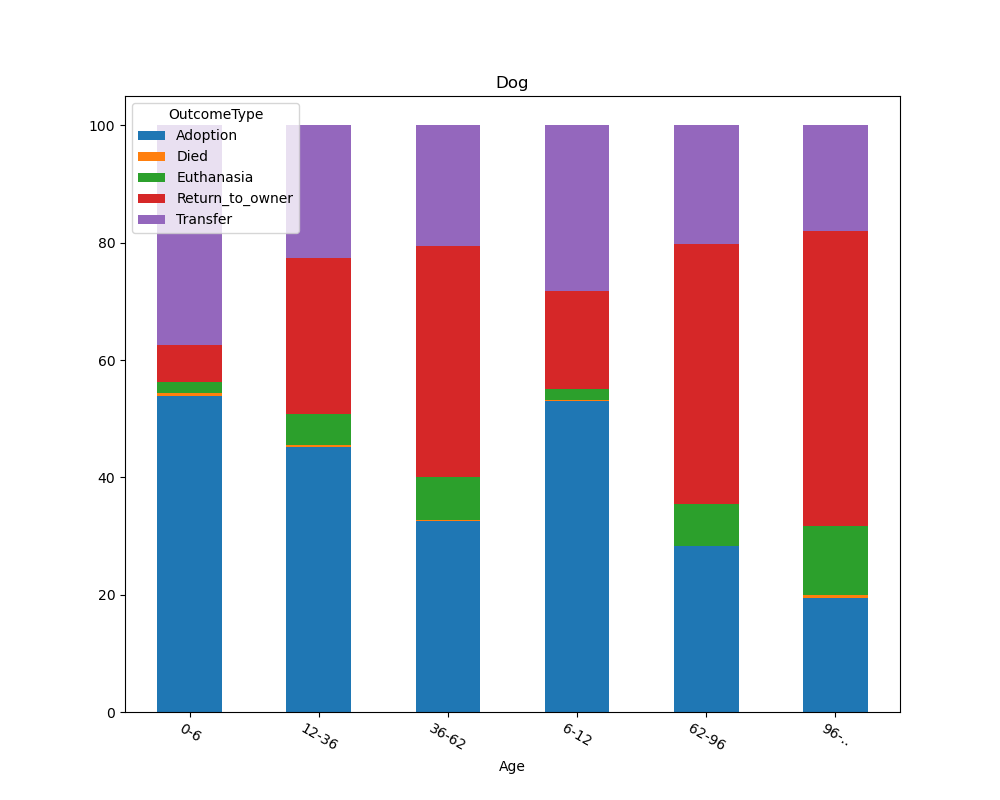 Dog
OutcomeType
Adoption
Died
Euthanasia
Return_to_owner
Transfer
100
80
60
40
20
0
0-6
12-36
36-62
6-12
62-96
96-..
Age